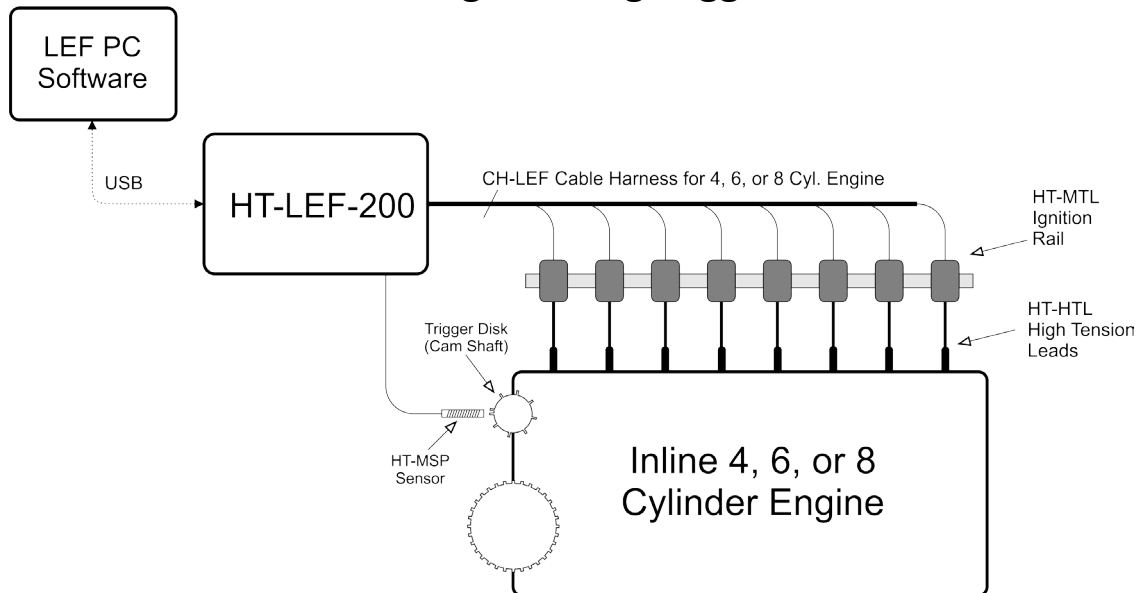 LEF PC
Software
USB
HT-LEF-200
CH-LEF Cable Harness for 4, 6, or 8 Cyl. Engine
HT-MTL
Ignition
Rail
HT-HTL
High Tension
Leads
Trigger Disk
(Cam Shaft)
HT-MSP
Sensor
Inline 4, 6, or 8
Cylinder Engine